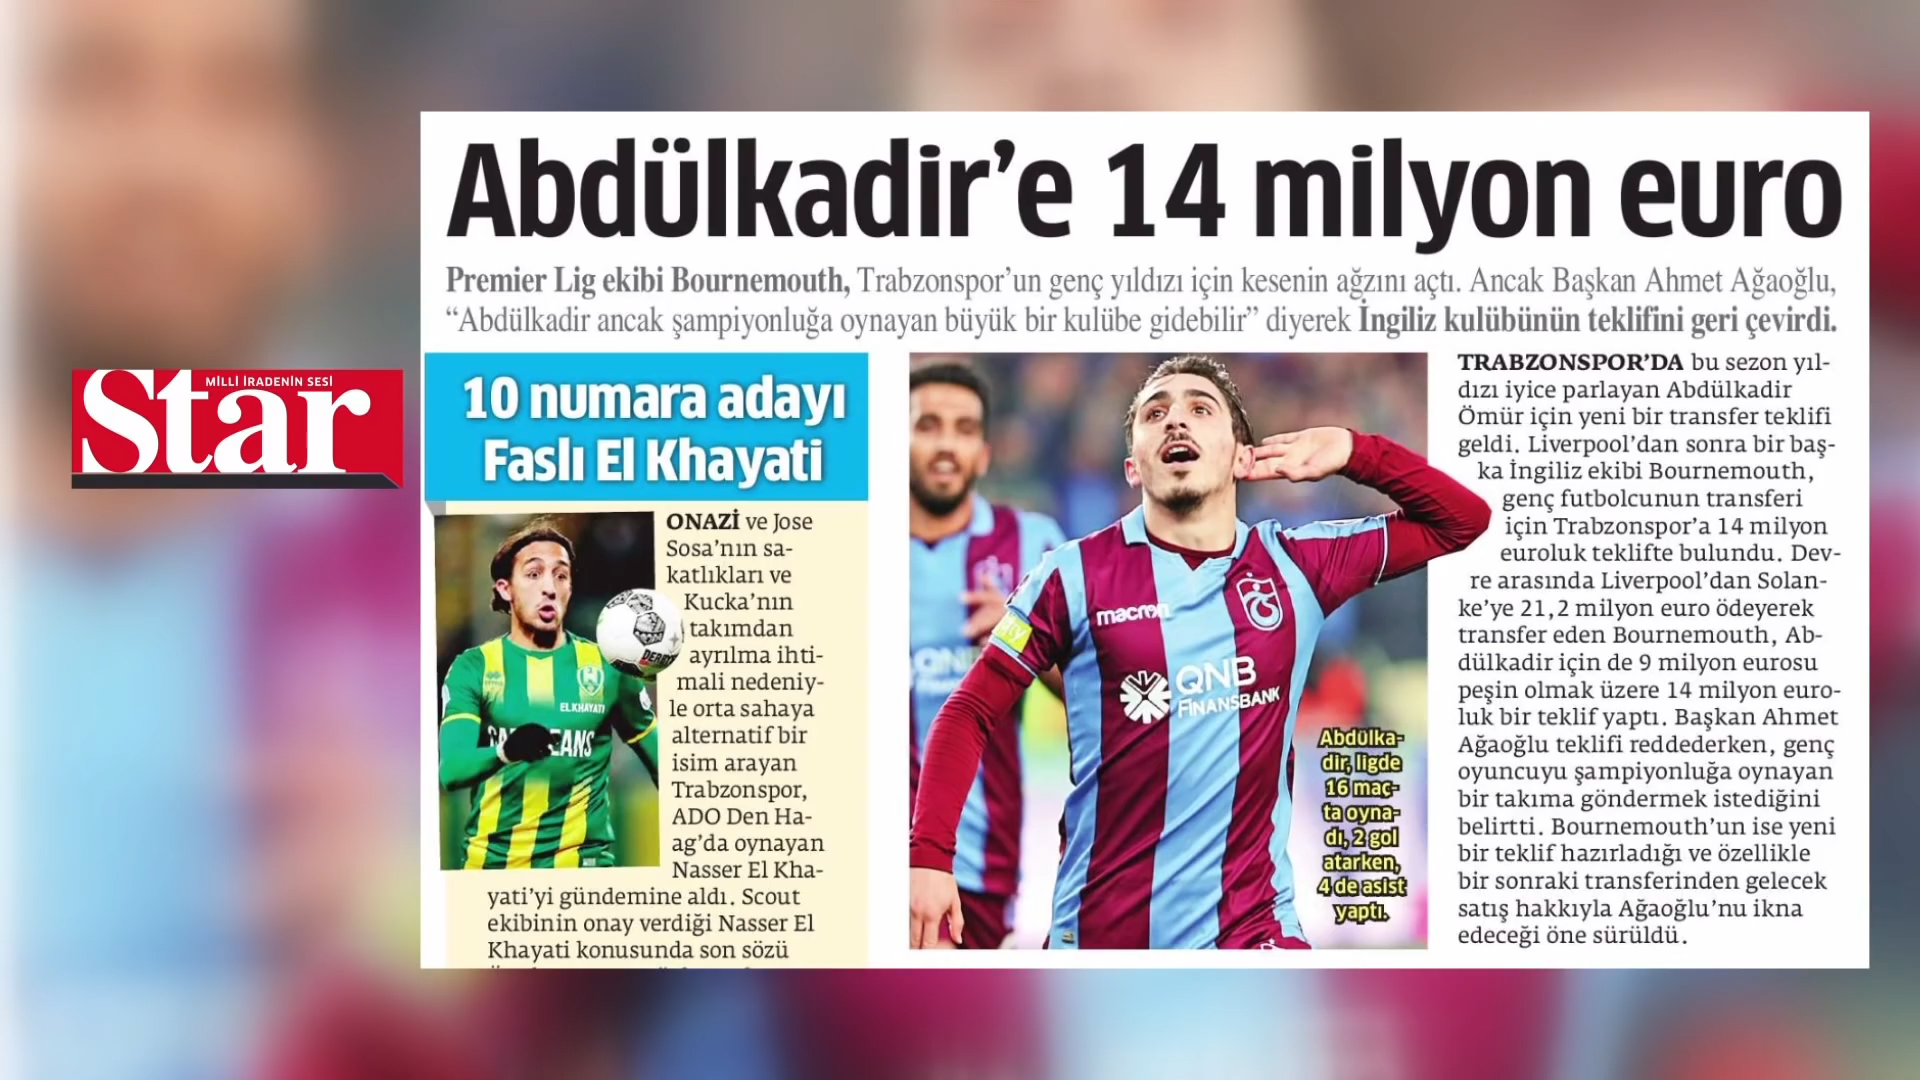 MİLLİ İRADENİN SESİ
Star
Abdülkadir’e 14 milyon euro
Premier Lig ekibi Bournemouth, Trabzonspor’un genç yıldızı için kesenin ağzını açtı. Ancak Başkan Ahmet Ağaoğlu,
“Abdülkadir ancak şampiyonluğa oynayan büyük bir kulübe gidebilir” diyerek İngiliz kulübünün teklifini geri çevirdi.
10 numara adayı
Faslı El Khayati
ONAZİ ve Jose
Sosa’nın sa-
katlıkları ve
Kucka’nın
takımdan
ayrılma ihti-
mali nedeniy-
le orta sahaya
alternatif bir
isim arayan
Trabzonspor,
ADO Den Ha-
ag’da oynayan
Nasser El Kha-
yati’yi gündemine aldı. Scout
ekibinin onay verdiği Nasser El
Khayati konusunda son sözü
DERBY
EL KHAYATI
macron
QNB
FİNANSBANK
Abdülka-
dir, ligde
16 maç-
ta oyna-
dı, 2 gol
atarken,
4 de asist
yaptı.
TRABZONSPOR’DA bu sezon yıl-
dızı iyice parlayan Abdülkadir
Ömür için yeni bir transfer teklifi
geldi. Liverpool’dan sonra bir baş-
ka İngiliz ekibi Bournemouth,
genç futbolcunun transferi
için Trabzonspor’a 14 milyon
euroluk teklifte bulundu. Dev-
re arasında Liverpool’dan Solan-
ke’ye 21,2 milyon euro ödeyerek
transfer eden Bournemouth, Ab-
dülkadir için de 9 milyon eurosu
peşin olmak üzere 14 milyon euro-
luk bir teklif yaptı. Başkan Ahmet
Ağaoğlu teklifi reddederken, genç
oyuncuyu şampiyonluğa oynayan
bir takıma göndermek istediğini
belirtti. Bournemouth’un ise yeni
bir teklif hazırladığı ve özellikle
bir sonraki transferinden gelecek
satış hakkıyla Ağaoğlu’nu ikna
edeceği öne sürüldü.